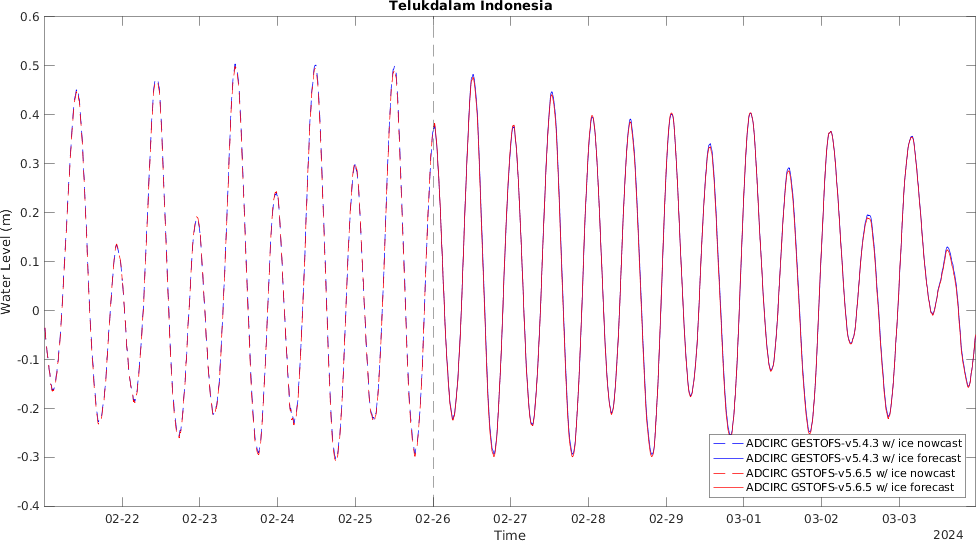 Telukdalam Indonesia
0.6
0.5
0.4
0.3
0.2
0.1
0
-0.1
-0.2
-0.3
-0.4
Water Level (m)
ADCIRC GESTOFS-v5.4.3 w/ ice nowcast
ADCIRC GESTOFS-v5.4.3 w/ ice forecast
ADCIRC GSTOFS-v5.6.5 w/ ice nowcast
ADCIRC GSTOFS-v5.6.5 w/ ice forecast
02-22 02-23 02-24 02-25 02-26 02-27 02-28 02-29 03-01 03-02 03-03
Time
2024